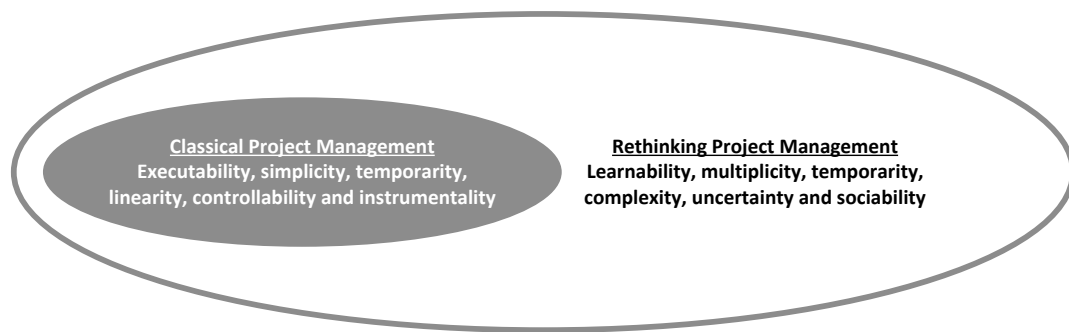 Classical Project Management
Executability, simplicity, temporarity,
linearity, controllability and instrumentality
Rethinking Project Management
Learnability, multiplicity, temporarity,
complexity, uncertainty and sociability